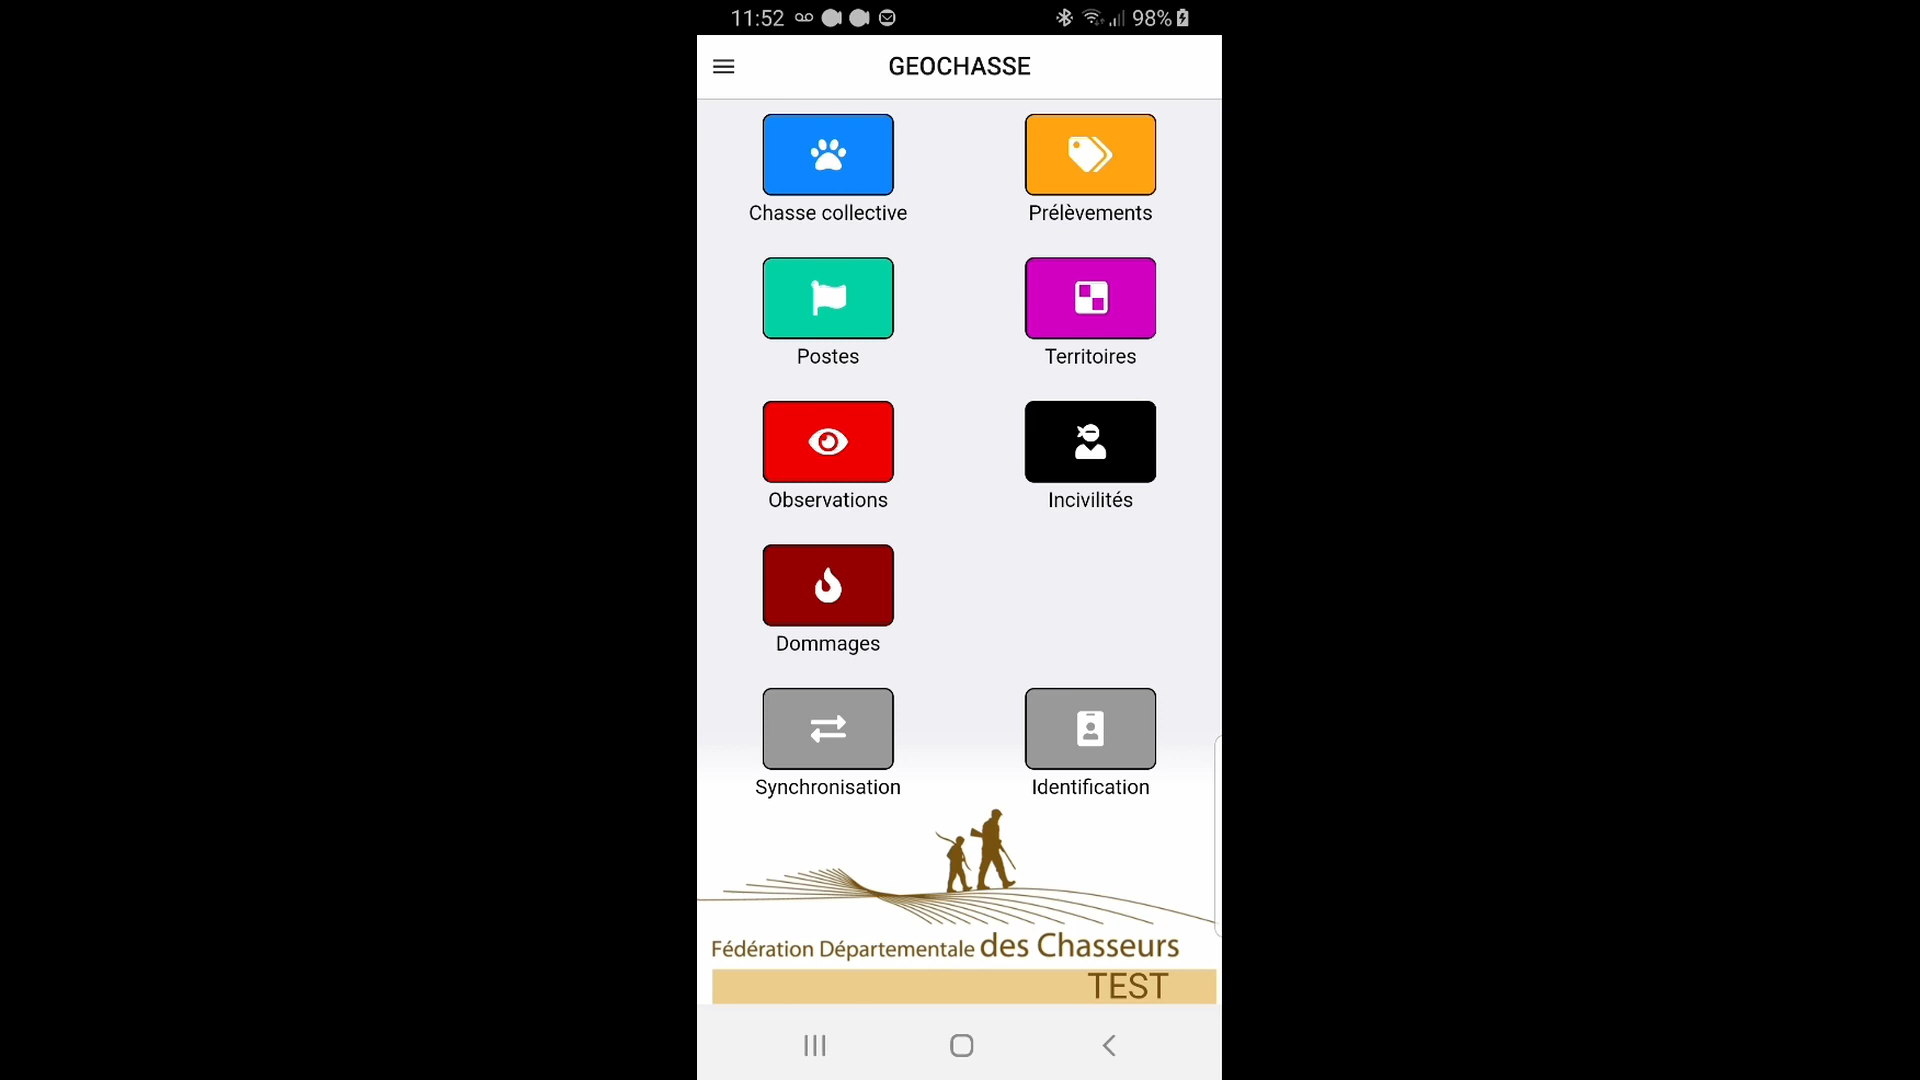 11:52 98%
GEOCHASSE
Chasse collective Prélèvements
Postes Territoires
Observations Incivilités
Dommages
Synchronisation Identification
Fédération Départementale des Chasseurs
TEST